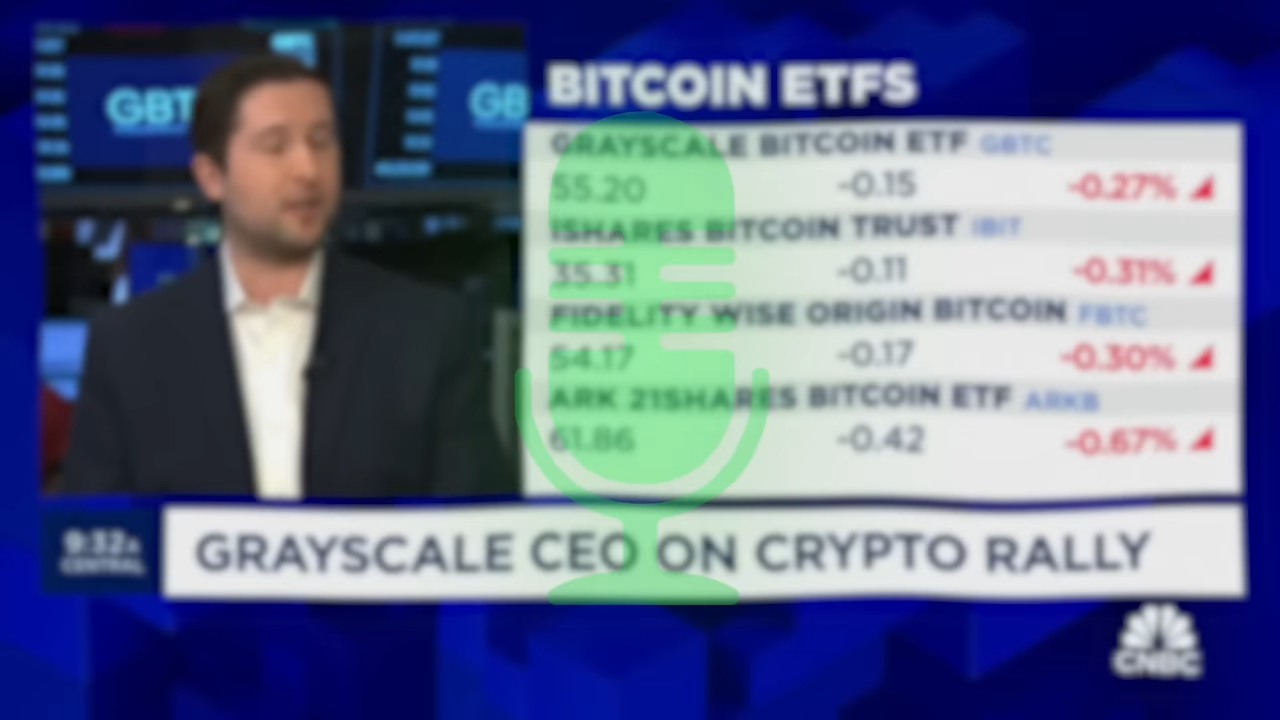 GBT
GB
BITCOIN ETFS
GRAYSCALE BITCOIN ETF GBTC
55.20 -0.15 -0.27%
ISHARES BITCOIN TRUST IBIT
35.31 -0.11 -0.31%
FIDELITY WISE ORIGIN BITCOIN FBTC
54.17 -0.17 -0.30%
ARK 21SHARES BITCOIN ETF ARKB
61.86 -0.42 -0.67%
9:32A
CENTRAL
GRAYSCALE CEO ON CRYPTO RALLY
CNBC